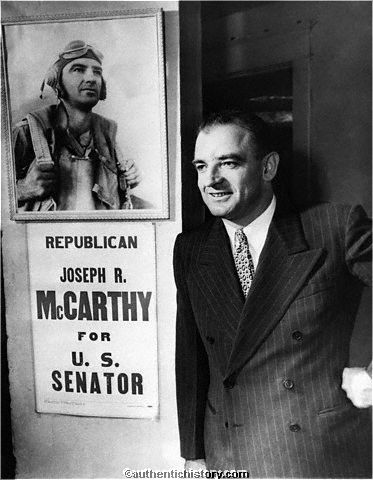 REPUBLICAN
JOSEPH R.
McCARTHY
FOR
U. S.
SENATOR
©authentichistory.com